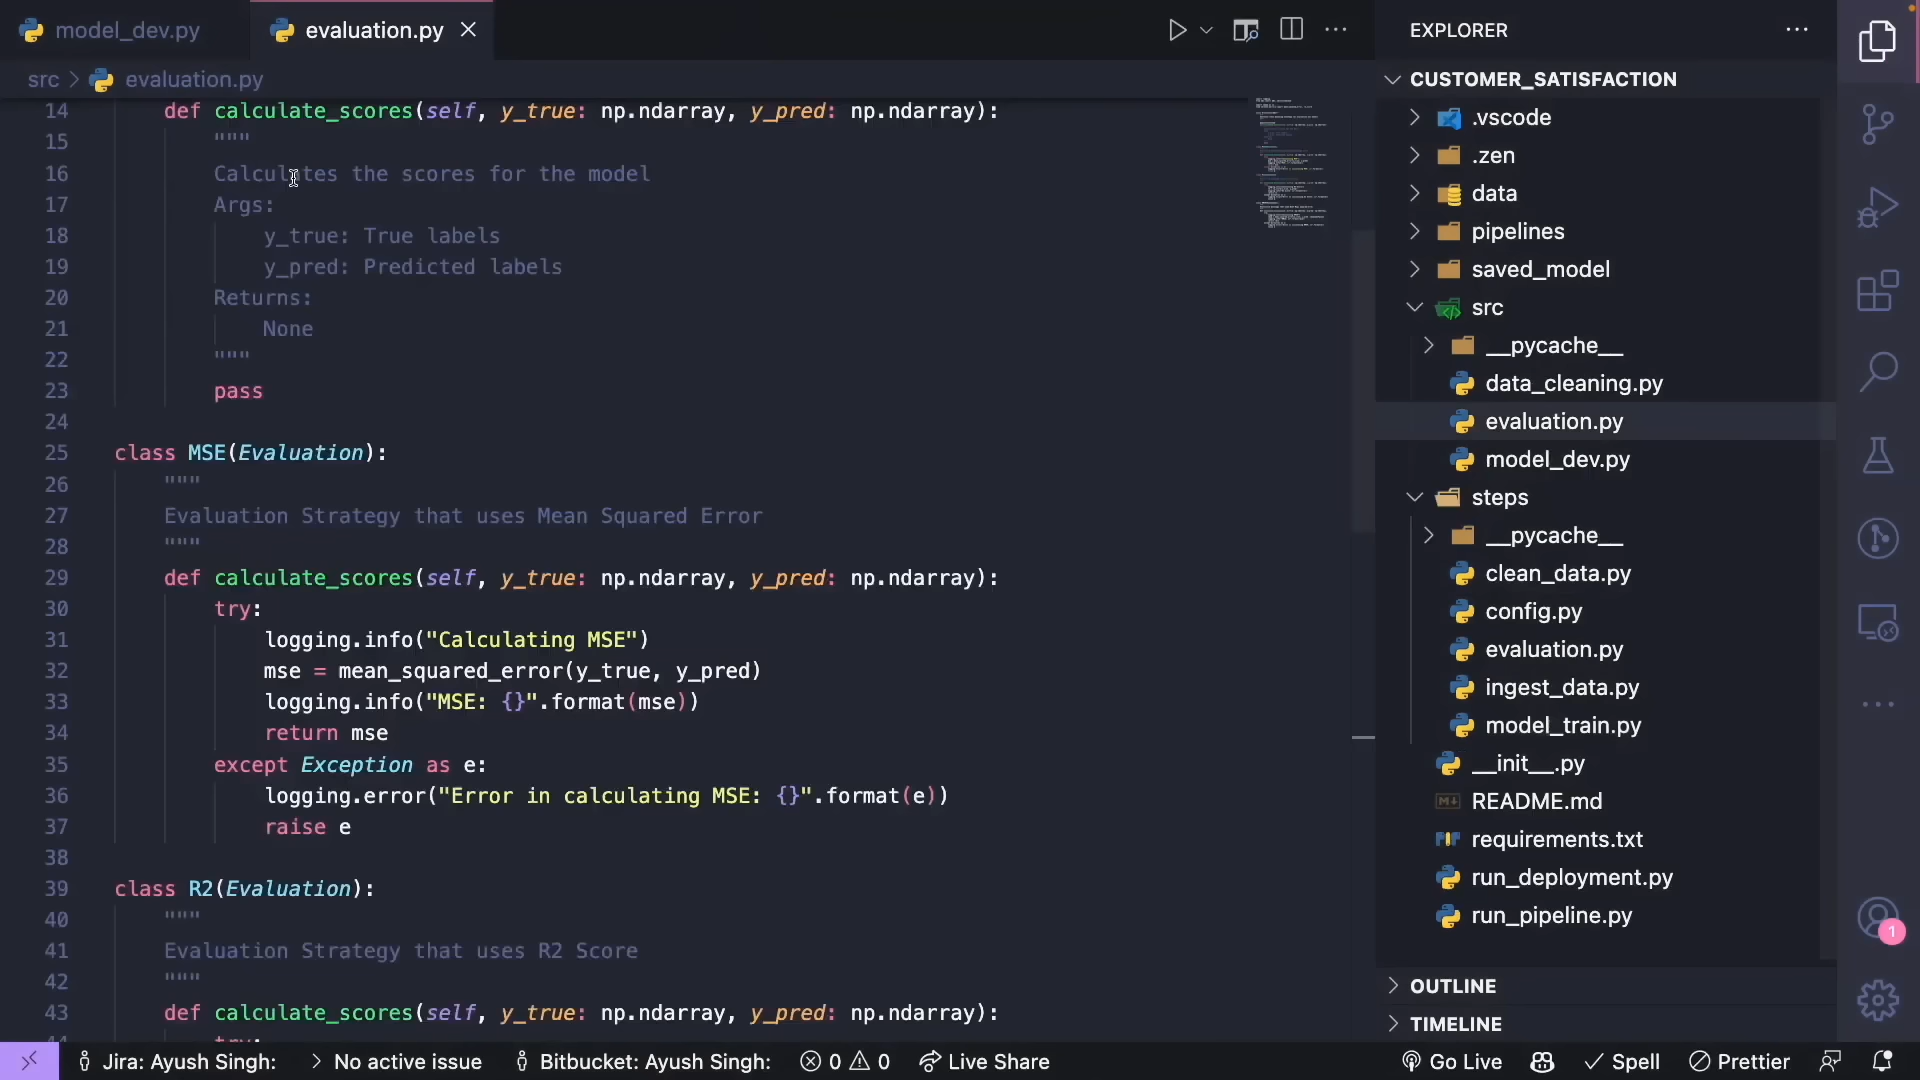 model_dev.py
evaluation.py
EXPLORER
src > evaluation.py
CUSTOMER_SATISFACTION
14 def calculate_scores(self, y_true: np.ndarray, y_pred: np.ndarray):
15 """
16 Calculates the scores for the model
17 Args:
18 y_true: True labels
19 y_pred: Predicted labels
20 Returns:
21 None
22 """
23 pass
24
25 class MSE(Evaluation):
26 """
27 Evaluation Strategy that uses Mean Squared Error
28 """
29 def calculate_scores(self, y_true: np.ndarray, y_pred: np.ndarray):
30 try:
31 logging.info("Calculating MSE")
32 mse = mean_squared_error(y_true, y_pred)
33 logging.info("MSE: {}".format(mse))
34 return mse
35 except Exception as e:
36 logging.error("Error in calculating MSE: {}".format(e))
37 raise e
38
39 class R2(Evaluation):
40 """
41 Evaluation Strategy that uses R2 Score
42 """
43 def calculate_scores(self, y_true: np.ndarray, y_pred: np.ndarray):
.vscode
.zen
data
pipelines
saved_model
src
__pycache__
data_cleaning.py
evaluation.py
model_dev.py
steps
__pycache__
clean_data.py
config.py
evaluation.py
ingest_data.py
model_train.py
__init__.py
README.md
requirements.txt
run_deployment.py
run_pipeline.py
OUTLINE
TIMELINE
1
Jira: Ayush Singh: > No active issue Bitbucket: Ayush Singh: 0 0 Live Share Go Live Spell Prettier